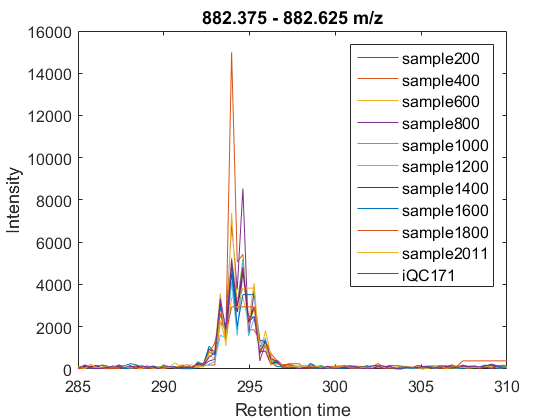 882.375 - 882.625 m/z
16000
14000
12000
10000
8000
6000
4000
2000
0
Intensity
sample200
sample400
sample600
sample800
sample1000
sample1200
sample1400
sample1600
sample1800
sample2011
iQC171
285 290 295 300 305 310
Retention time